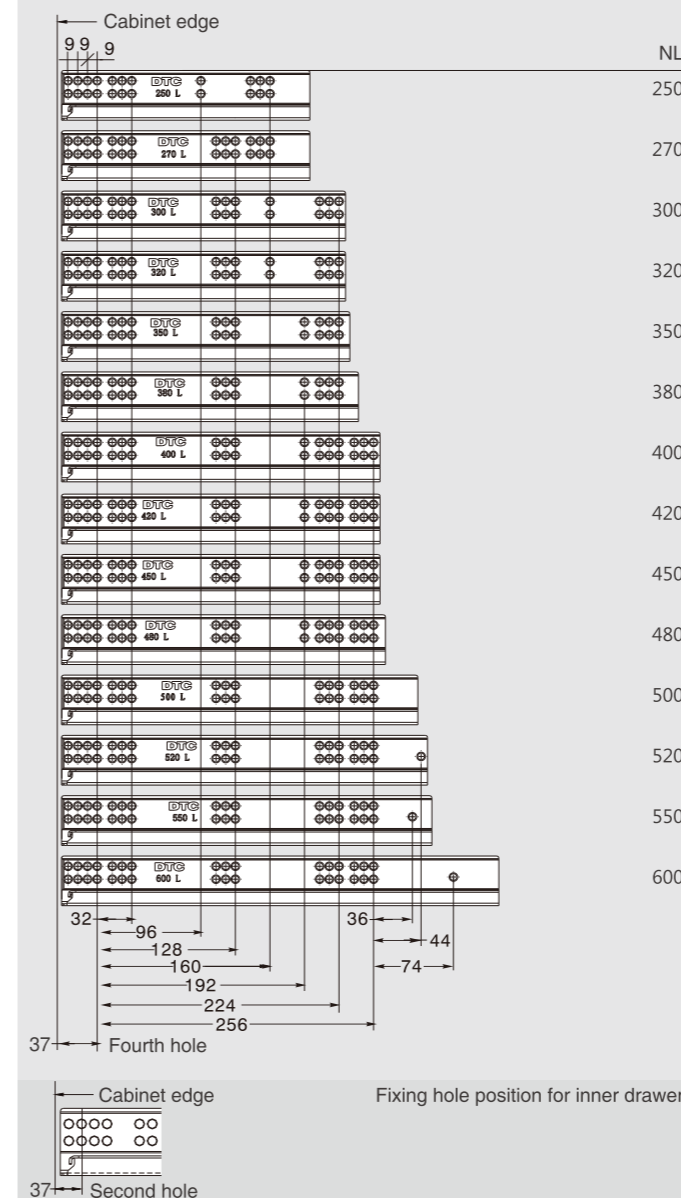 Cabinet edge
9 9 9
NL
DTC
250 L
250
DTC
270 L
270
DTC
300 L
300
DTC
320 L
320
DTC
350 L
350
DTC
380 L
380
DTC
400 L
400
DTC
420 L
420
DTC
450 L
450
DTC
480 L
480
DTC
500 L
500
DTC
520 L
520
DTC
550 L
550
DTC
600 L
600
32 36
96 44
128
160 74
192
224
256
37 Fourth hole
Cabinet edge Fixing hole position for inner drawer
37 Second hole